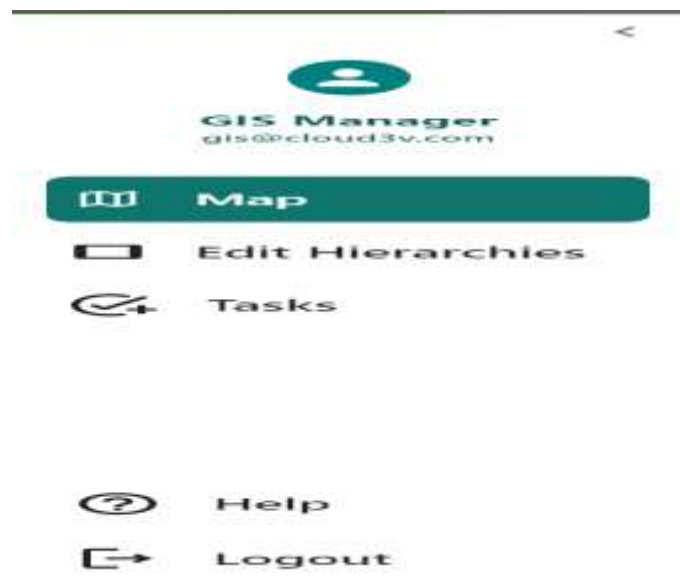 <
GIS Manager
gis@cloud3v.com
Map
Edit Hierarchies
Tasks
Help
Logout